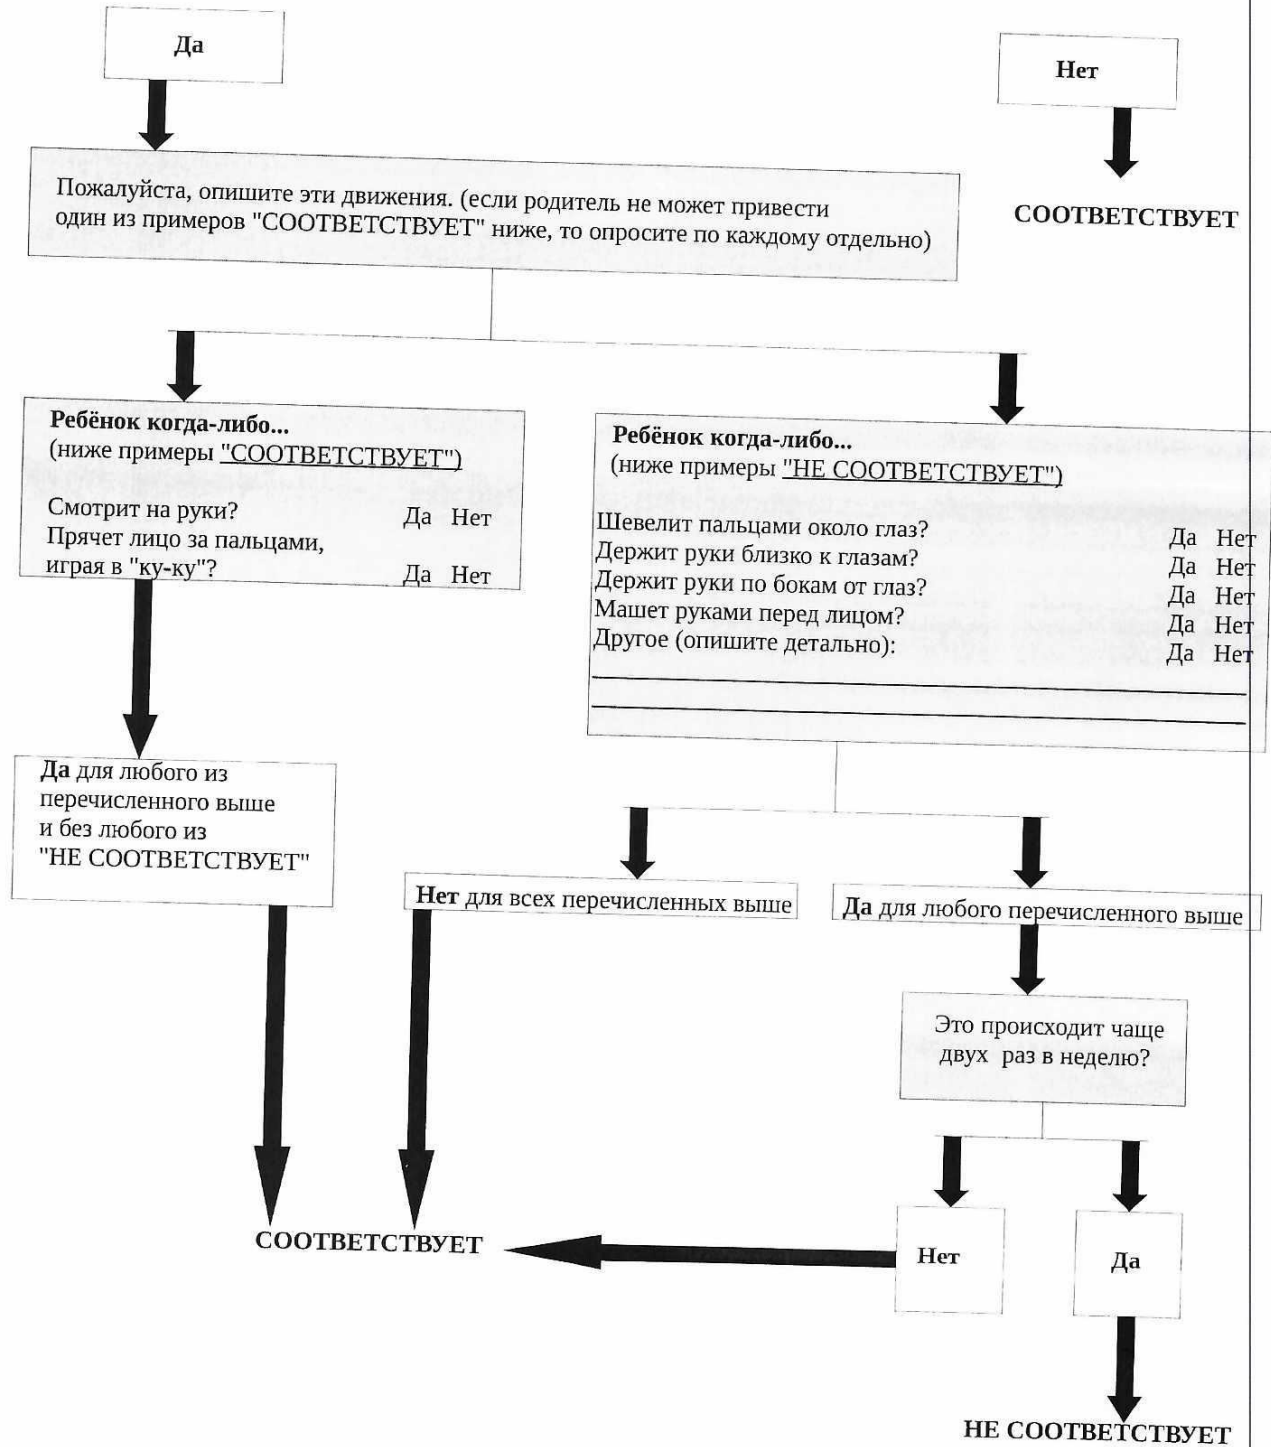 Да
Нет
СООТВЕТСТВУЕТ
Пожалуйста, опишите эти движения. (если родитель не может привести
один из примеров "СООТВЕТСТВУЕТ" ниже, то опросите по каждому отдельно)
Ребёнок когда-либо...
(ниже примеры "СООТВЕТСТВУЕТ")
Смотрит на руки? Да Нет
Прячет лицо за пальцами,
играя в "ку-ку"? Да Нет
Ребёнок когда-либо...
(ниже примеры "НЕ СООТВЕТСТВУЕТ")
Шевелит пальцами около глаз? Да Нет
Держит руки близко к глазам? Да Нет
Держит руки по бокам от глаз? Да Нет
Машет руками перед лицом? Да Нет
Другое (опишите детально): Да Нет
Да для любого из
перечисленного выше
и без любого из
"НЕ СООТВЕТСТВУЕТ"
Нет для всех перечисленных выше
Да для любого перечисленного выше
Это происходит чаще
двух раз в неделю?
Нет
Да
СООТВЕТСТВУЕТ
НЕ СООТВЕТСТВУЕТ